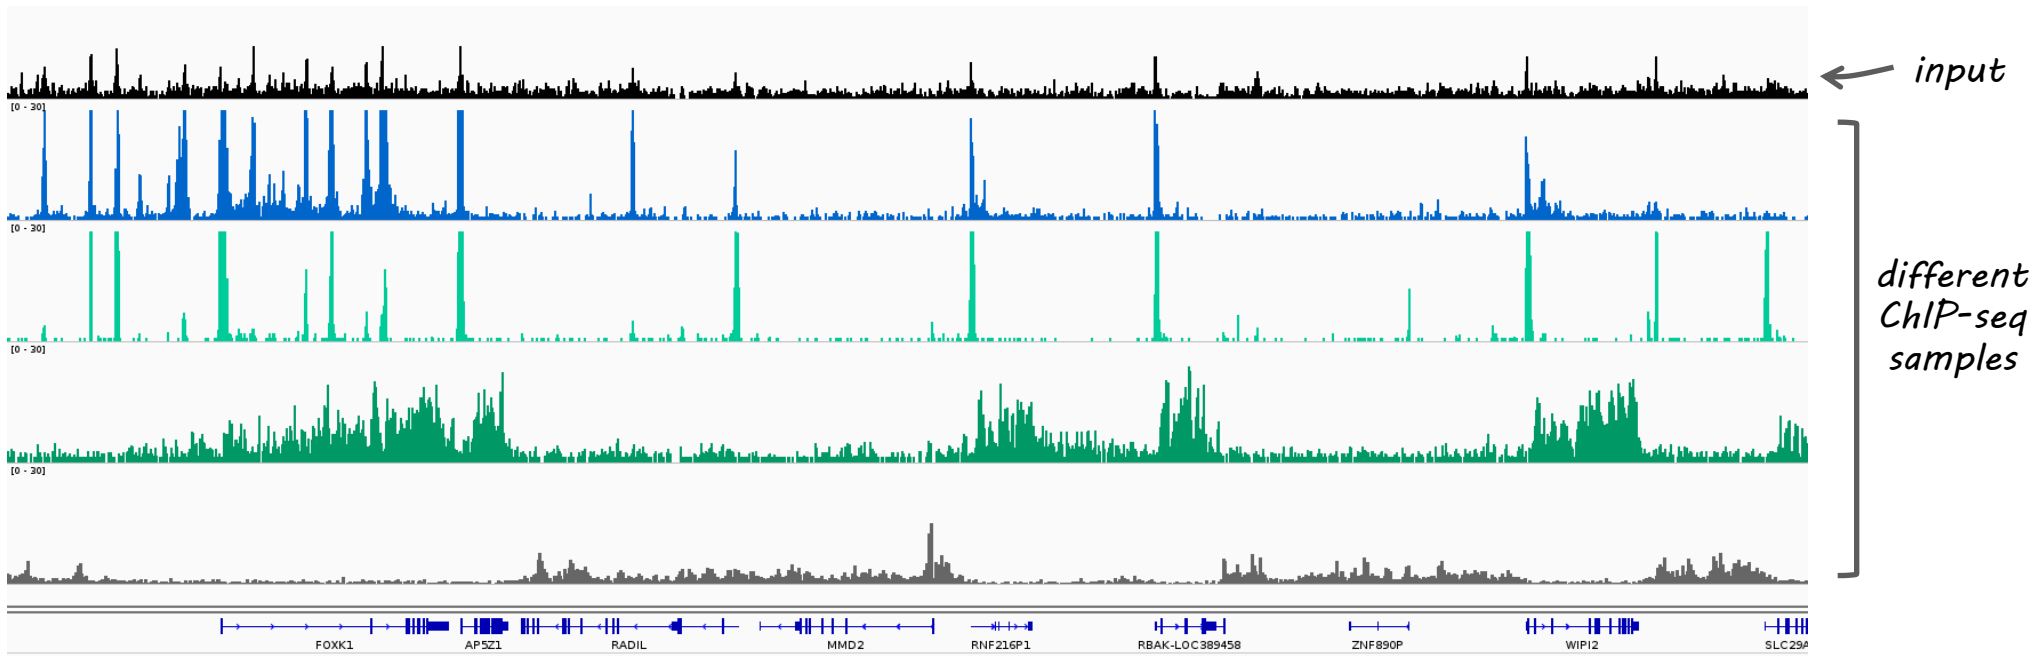 input
[0 - 30]
[0 - 30]
[0 - 30]
[0 - 30]
different
ChIP-seq
samples
FOXK1 AP5Z1 RADIL MMD2 RNF216P1 RBAK-LOC389458 ZNF890P WIPI2 SLC29A